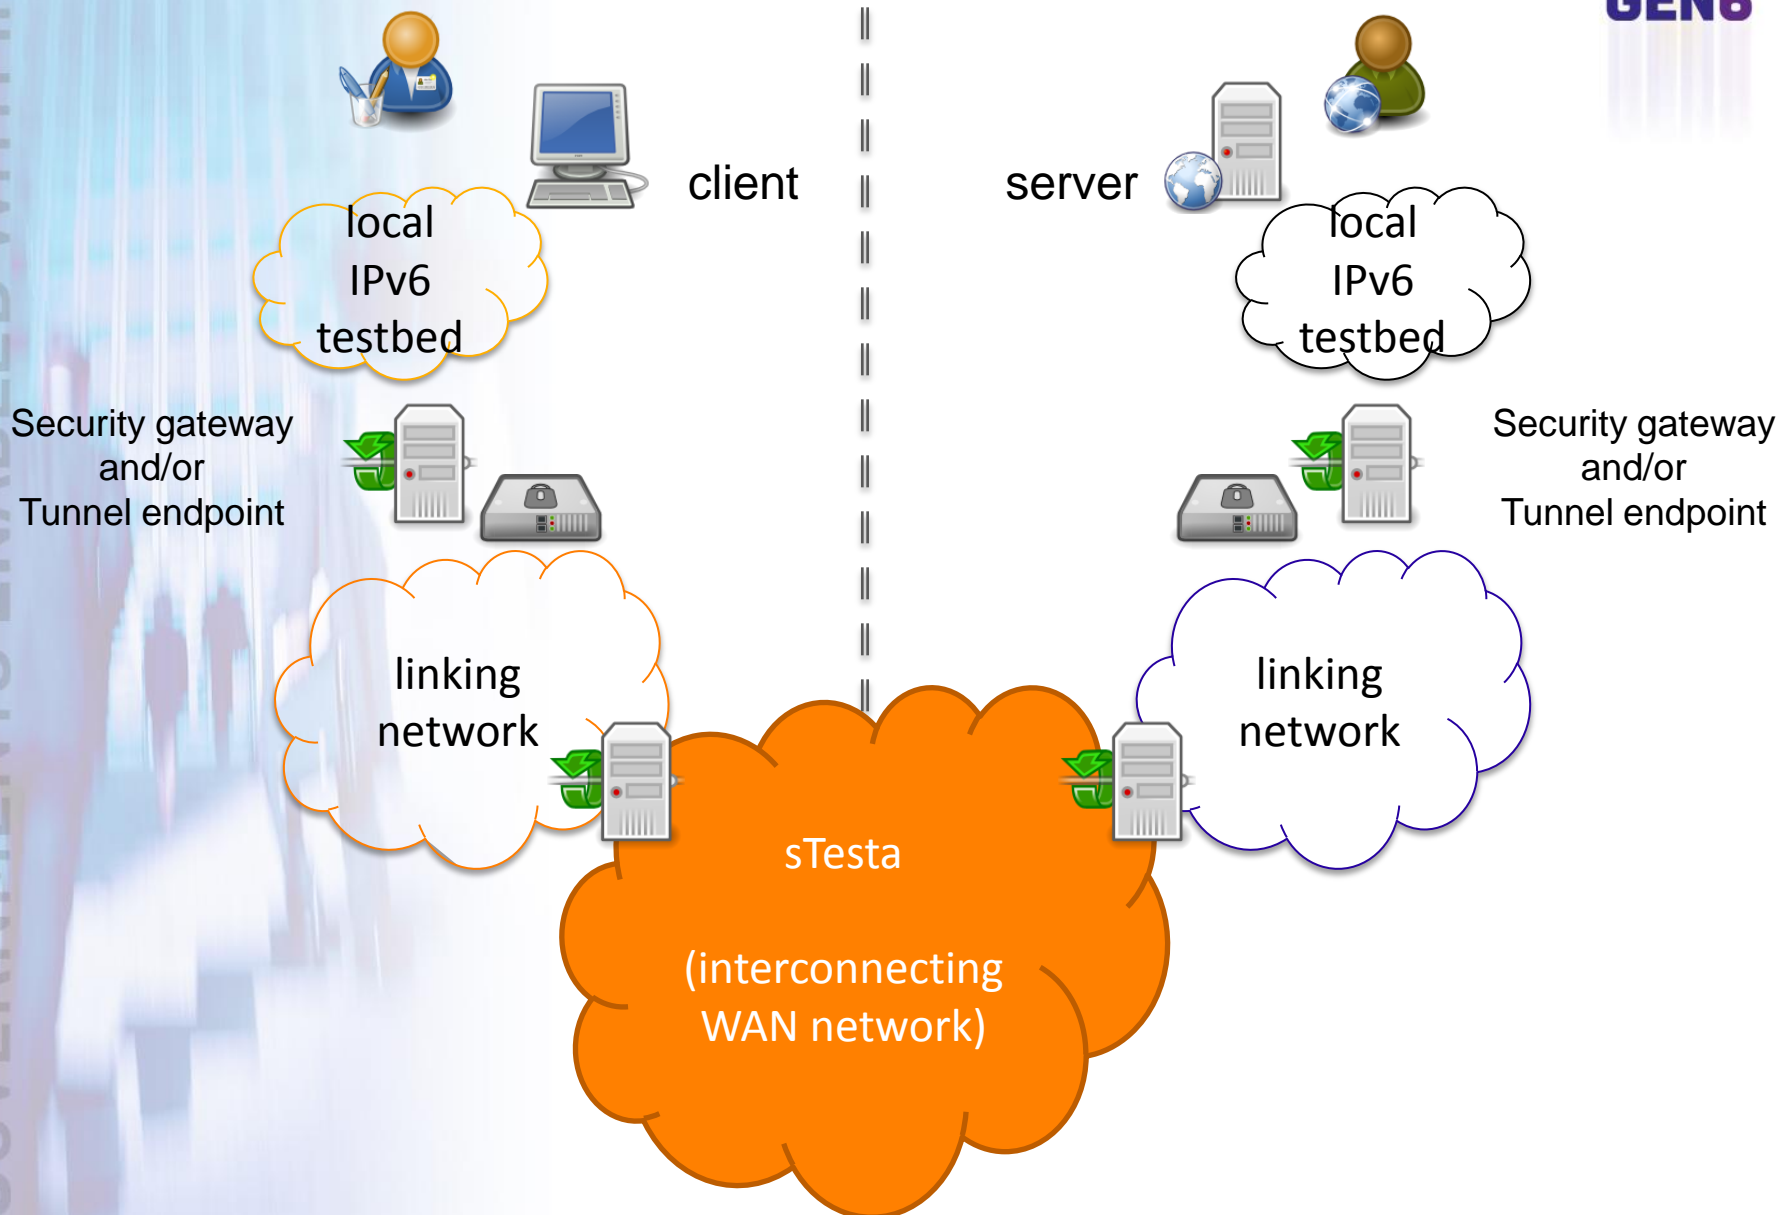 GEN6
client
server
local
IPv6
testbed
local
IPv6
testbed
Security gateway
and/or
Tunnel endpoint
Security gateway
and/or
Tunnel endpoint
linking
network
linking
network
sTesta
(interconnecting
WAN network)